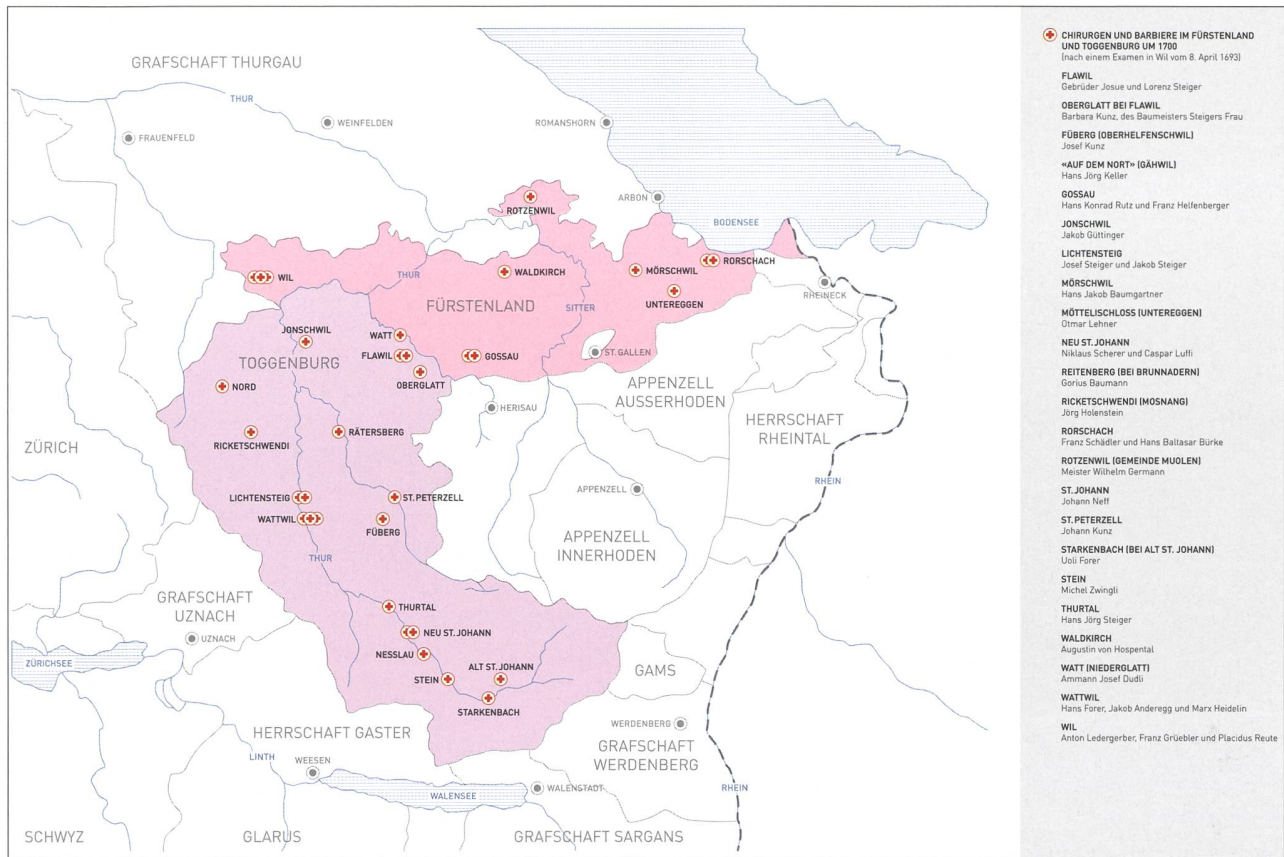 GRAFSCHAFT THURGAU
THUR
FRAUENFELD
WEINFELDEN
ROMANSHORN
ARBON
BODENSEE
ROTZENWIL
WIL
THUR
WALDKIRCH
MÖRSCHWIL
RORSCHACH
UNTEREGGEN
RHEINECK
FÜRSTENLAND
SITTER
JONSCHWIL
WATT
TOGGENBURG
FLAWIL
GOSSAU
ST. GALLEN
OBERGLATT
NORD
HERISAU
APPENZELL
AUSSERHODEN
HERRSCHAFT
RHEINTAL
ZÜRICH
RICKETSCHWENDI
RÄTERSBERG
RHEIN
LICHTENSTEIG
ST. PETERZELL
APPENZELL
WATTWIL
FÜBERG
APPENZELL
INNERHODEN
THUR
GRAFSCHAFT
UZNACH
UZNACH
THURTAL
NEU ST. JOHANN
NESSLAU
ALT ST. JOHANN
STEIN
STARKENBACH
GAMS
ZÜRICHSEE
HERRSCHAFT GASTER
WERDENBERG
GRAFSCHAFT
WERDENBERG
LINTH
WEESEN
WALENSEE
WALENSTADT
RHEIN
SCHWYZ
GLARUS
GRAFSCHAFT SARGANS
CHIRURGEN UND BARBIERE IM FÜRSTENLAND
UND TOGGENBURG UM 1700
(nach einem Examen in Wil vom 8. April 1693)
FLAWIL
Gebrüder Josue und Lorenz Steiger
OBERGLATT BEI FLAWIL
Barbara Kunz, des Baumeisters Steigers Frau
FÜBERG (OBERHELFENSCHWIL)
Josef Kunz
«AUF DEM NORT» (GÄHWIL)
Hans Jörg Keller
GOSSAU
Hans Konrad Rutz und Franz Helfenberger
JONSCHWIL
Jakob Güttinger
LICHTENSTEIG
Josef Steiger und Jakob Steiger
MÖRSCHWIL
Hans Jakob Baumgartner
MÖTTELISCHLOSS (UNTEREGGEN)
Otmar Lehner
NEU ST. JOHANN
Niklaus Scherer und Caspar Luffi
REITENBERG (BEI BRUNNADERN)
Gorius Baumann
RICKETSCHWENDI (MOSNANG)
Jörg Holenstein
RORSCHACH
Franz Schädler und Hans Baltasar Bürke
ROTZENWIL (GEMEINDE MUOLEN)
Meister Wilhelm Germann
ST. JOHANN
Johann Neff
ST. PETERZELL
Johann Kunz
STARKENBACH (BEI ALT ST. JOHANN)
Uoli Forer
STEIN
Michel Zwingli
THURTAL
Hans Jörg Steiger
WALDKIRCH
Augustin von Hospental
WATT (NIEDERGLATT)
Ammann Josef Dudli
WATTWIL
Hans Forer, Jakob Anderegg und Marx Heidelin
WIL
Anton Ledergerber, Franz Grüebler und Placidus Reute